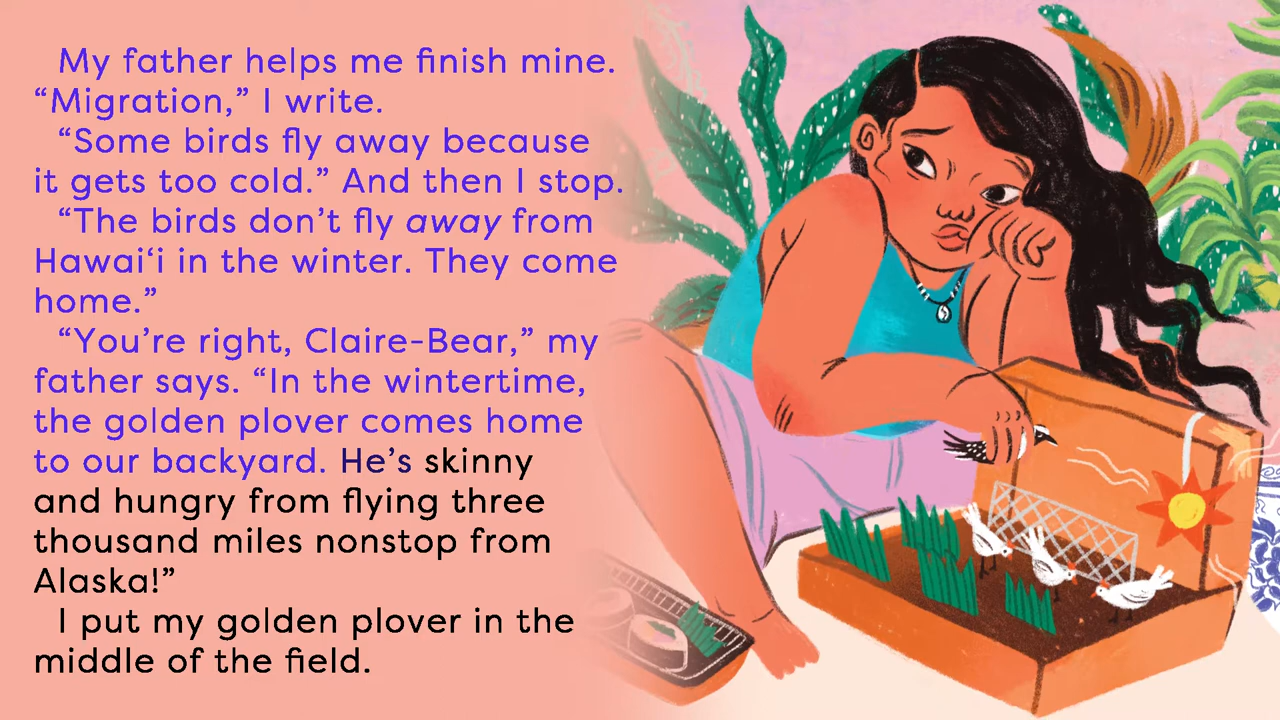 My father helps me finish mine.
“Migration,” I write.
“Some birds fly away because
it gets too cold.” And then I stop.
“The birds don’t fly away from
Hawai‘i in the winter. They come
home.”
“You’re right, Claire-Bear,” my
father says. “In the wintertime,
the golden plover comes home
to our backyard. He’s skinny
and hungry from flying three
thousand miles nonstop from
Alaska!”
I put my golden plover in the
middle of the field.